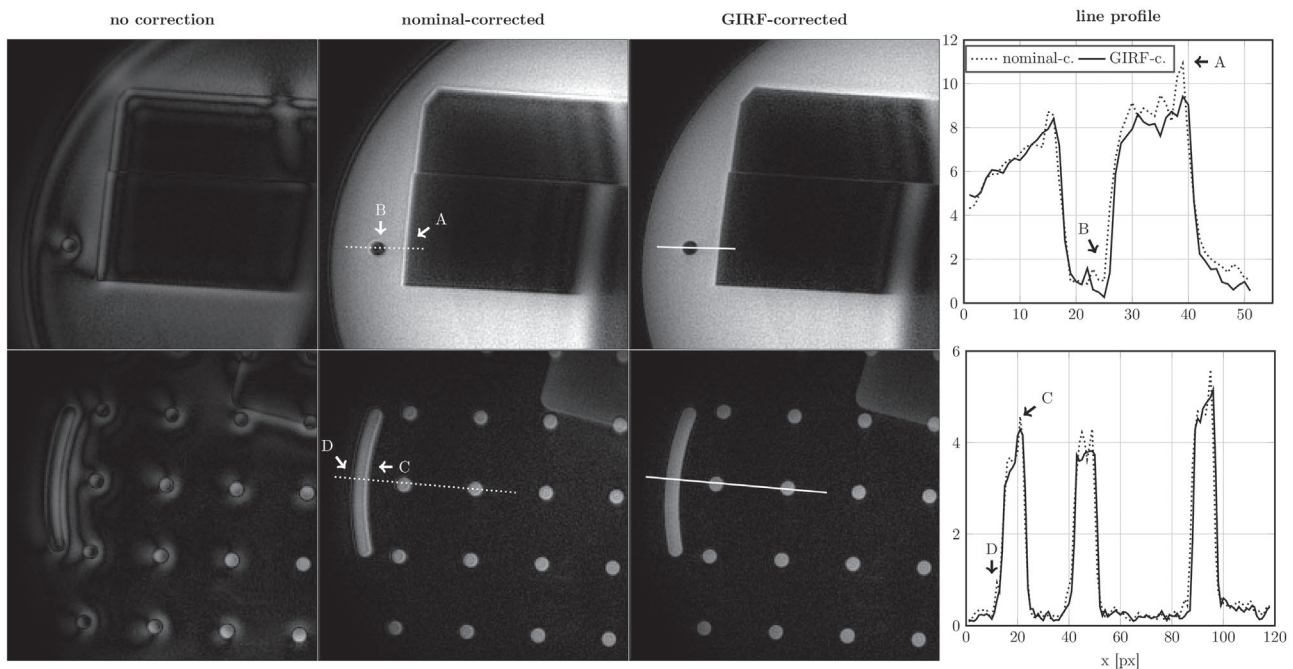 no correction
nominal-corrected
GIRF-corrected
line profile
B
A
12
10
8
6
4
2
0
nominal-c.
GIRF-c.
A
B
0 10 20 30 40 50
D
C
6
4
2
0
C
D
0 20 40 60 80 100 120
x [px]